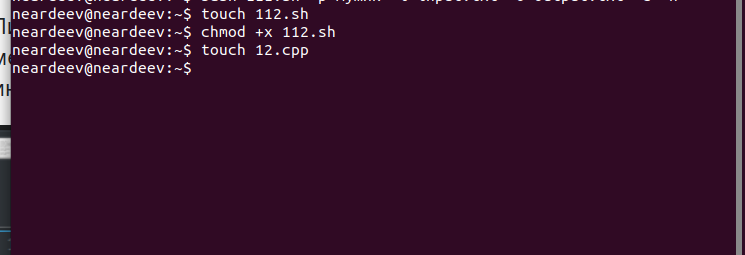 neardeev@neardeev:~$ touch 112.sh
neardeev@neardeev:~$ chmod +x 112.sh
neardeev@neardeev:~$ touch 12.cpp
neardeev@neardeev:~$